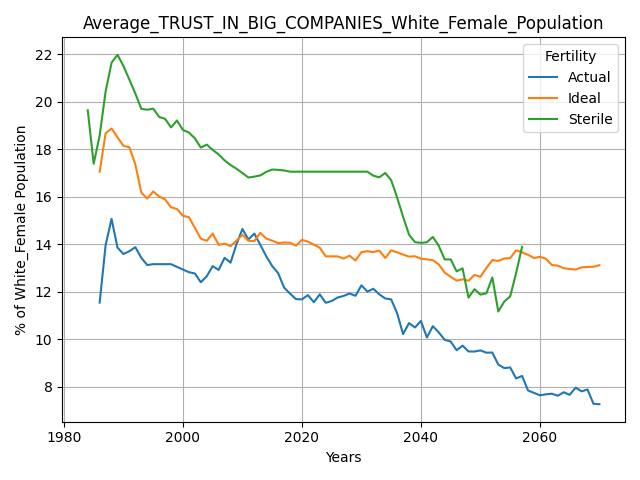 Average_TRUST_IN_BIG_COMPANIES_White_Female_Population
Fertility
Actual
Ideal
Sterile
% of White_Female Population
22
20
18
16
14
12
10
8
1980
2000
2020
2040
2060
Years